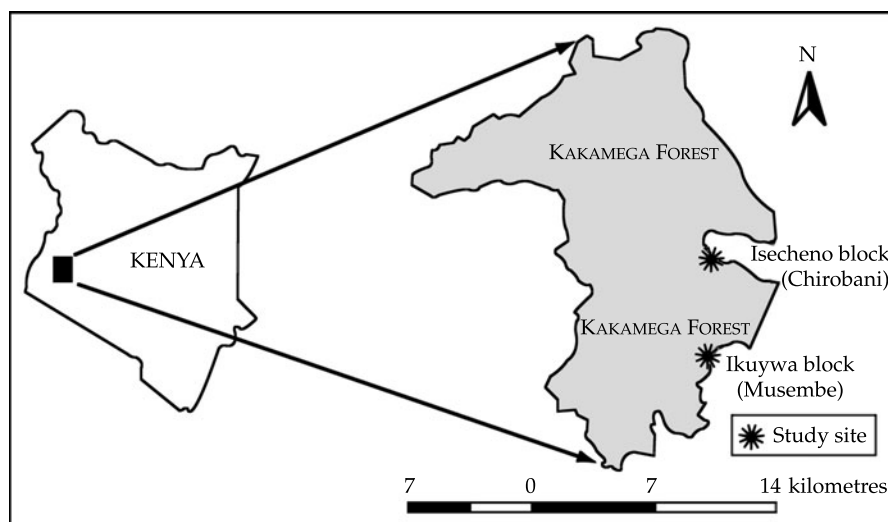 N
KAKAMEGA FOREST
KENYA
Isecheno block
(Chirobani)
KAKAMEGA FOREST
Ikuywa block
(Musembe)
Study site
7 0 7 14 kilometres